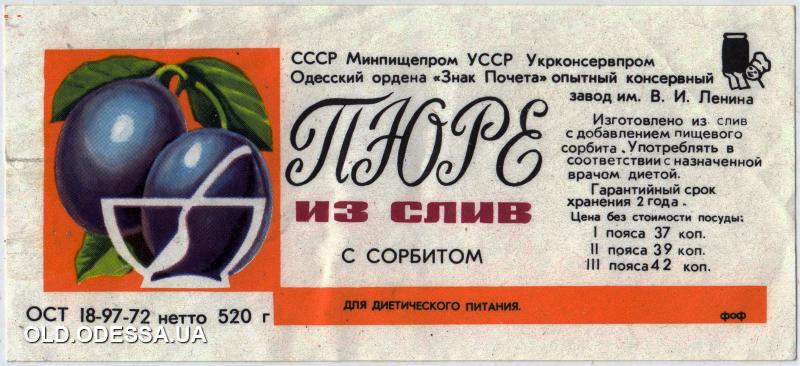 СССР Минпищепром УССР Укрконсервпром
Одесский ордена «Знак Почета» опытный консервный
завод им. В. И. Ленина
ПЮРЕ
ИЗ СЛИВ
С СОРБИТОМ
Изготовлено из слив
с добавлением пищевого
сорбита. Употреблять в
соответствии с назначенной
врачом диетой.
Гарантийный срок
хранения 2 года.
Цена без стоимости посуды:
I пояса 37 коп.
II пояса 39 коп.
III пояса 42 коп.
ОСТ 18-97-72 нетто 520 г
ДЛЯ ДИЕТИЧЕСКОГО ПИТАНИЯ.
фоф
OLD.ODESSA.UA